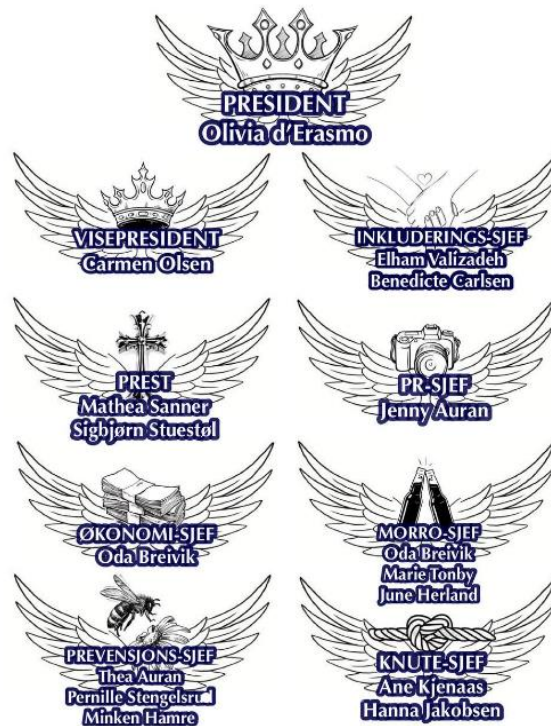 PRESIDENT
Olivia d'Erasmo
VISEPRESIDENT
Carmen Olsen
INKLUDERINGS-SJEF
Elham Valizadeh
Benedicte Carlsen
PREST
Mathea Sanner
Sigbjørn Stuestøl
PR-SJEF
Jenny Auran
ØKONOMI-SJEF
Oda Breivik
MORRO-SJEF
Oda Breivik
Marie Tonby
June Herland
PREVENSJONS-SJEF
Thea Auran
Pernille Stengelsrud
Minken Hamre
KNUTE-SJEF
Ane Kjenaas
Hanna Jakobsen